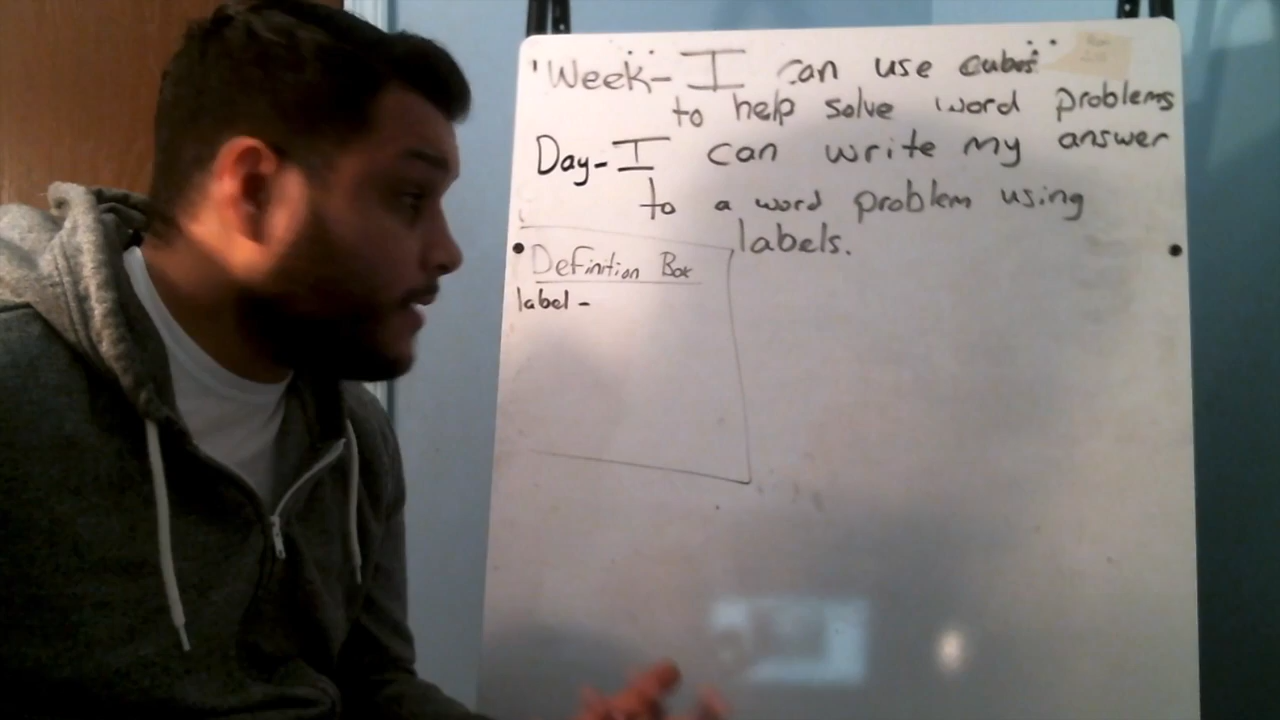 Week- I can use cubes
to help solve word problems
Day- I can write my answer
to a word problem using
labels.
Definition Box
label -